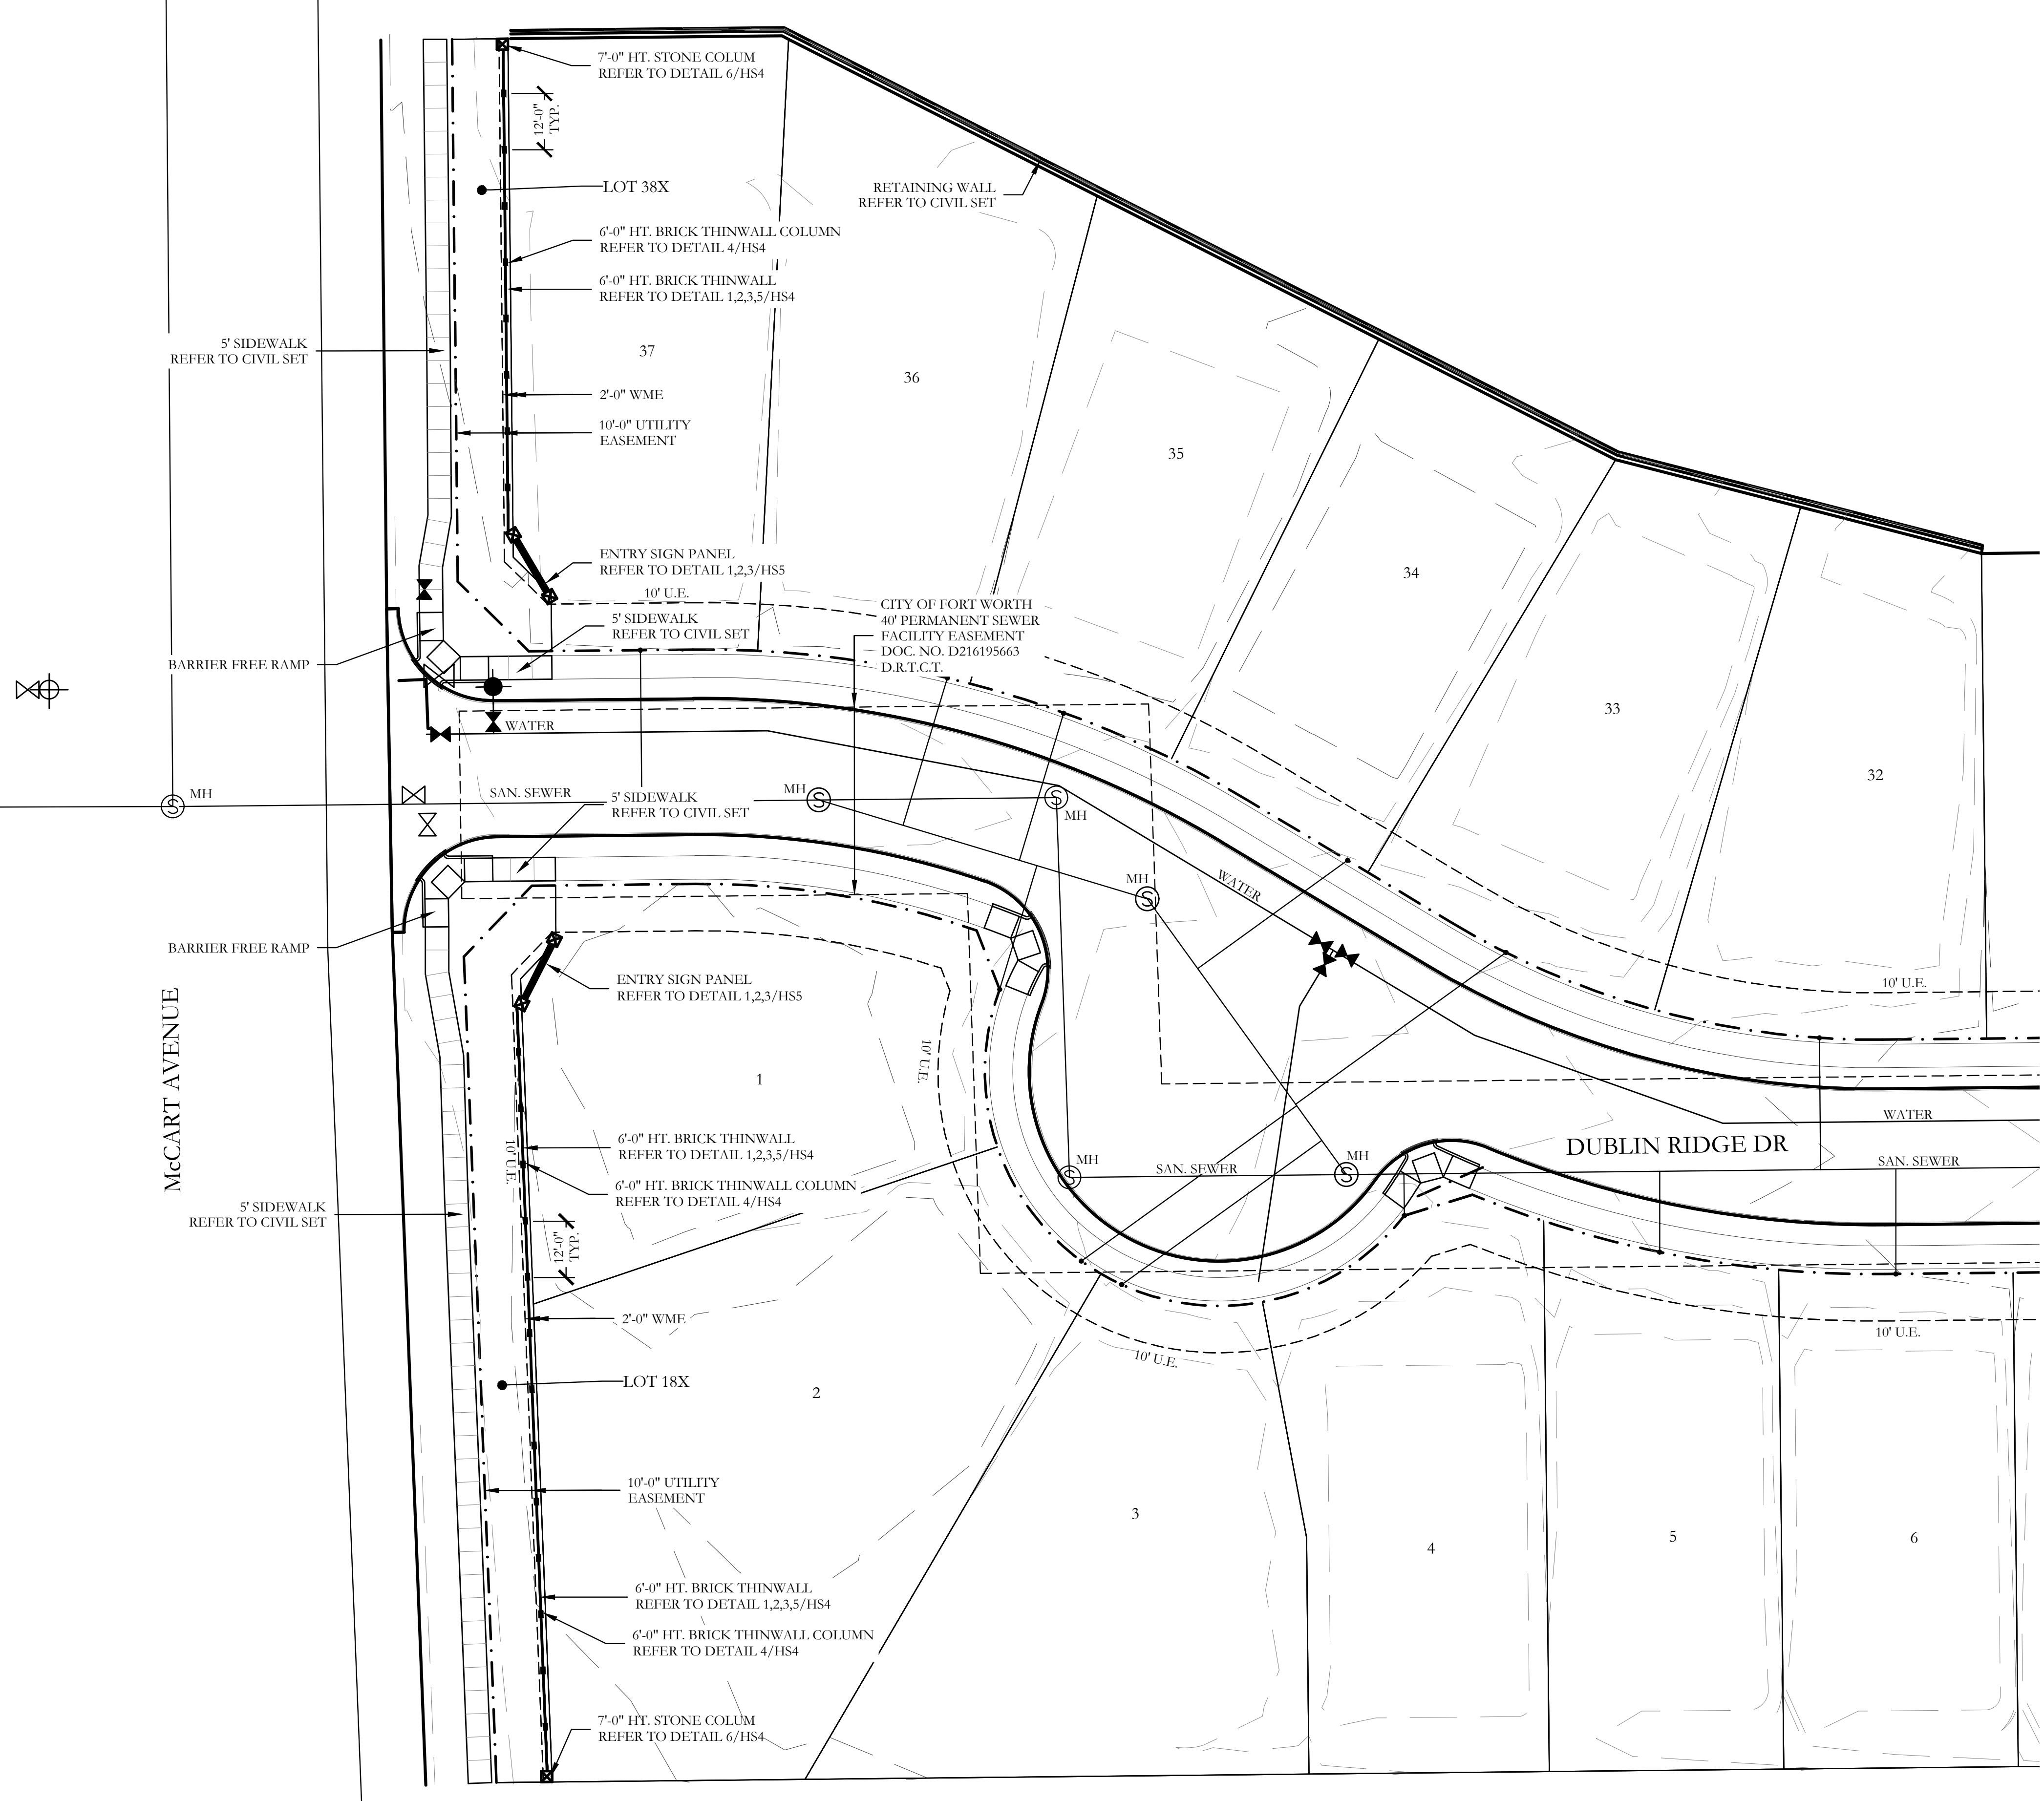 7'-0" HT. STONE COLUM
REFER TO DETAIL 6/HS4
12'-0"
TYP.
LOT 38X
RETAINING WALL
REFER TO CIVIL SET
6'-0" HT. BRICK THINWALL COLUMN
REFER TO DETAIL 4/HS4
6'-0" HT. BRICK THINWALL
REFER TO DETAIL 1,2,3,5/HS4
5' SIDEWALK
REFER TO CIVIL SET
37
36
35
34
33
32
2'-0" WME
10'-0" UTILITY
EASEMENT
ENTRY SIGN PANEL
REFER TO DETAIL 1,2,3/HS5
10' U.E.
5' SIDEWALK
REFER TO CIVIL SET
CITY OF FORT WORTH
40' PERMANENT SEWER
FACILITY EASEMENT
DOC. NO. D216195663
D.R.T.C.T.
BARRIER FREE RAMP
WATER
MH
SAN. SEWER
5' SIDEWALK
REFER TO CIVIL SET
MH
MH
MH
WATER
BARRIER FREE RAMP
ENTRY SIGN PANEL
REFER TO DETAIL 1,2,3/HS5
10' U.E.
McCART AVENUE
1
10' U.E.
WATER
DUBLIN RIDGE DR
6'-0" HT. BRICK THINWALL
REFER TO DETAIL 1,2,3,5/HS4
10' U.E.
6'-0" HT. BRICK THINWALL COLUMN
REFER TO DETAIL 4/HS4
MH
SAN. SEWER
MH
SAN. SEWER
5' SIDEWALK
REFER TO CIVIL SET
12'-0"
TYP.
2'-0" WME
10' U.E.
10' U.E.
LOT 18X
2
10'-0" UTILITY
EASEMENT
3
4
5
6
6'-0" HT. BRICK THINWALL
REFER TO DETAIL 1,2,3,5/HS4
6'-0" HT. BRICK THINWALL COLUMN
REFER TO DETAIL 4/HS4
7'-0" HT. STONE COLUM
REFER TO DETAIL 6/HS4
S
S
S
S
S
S